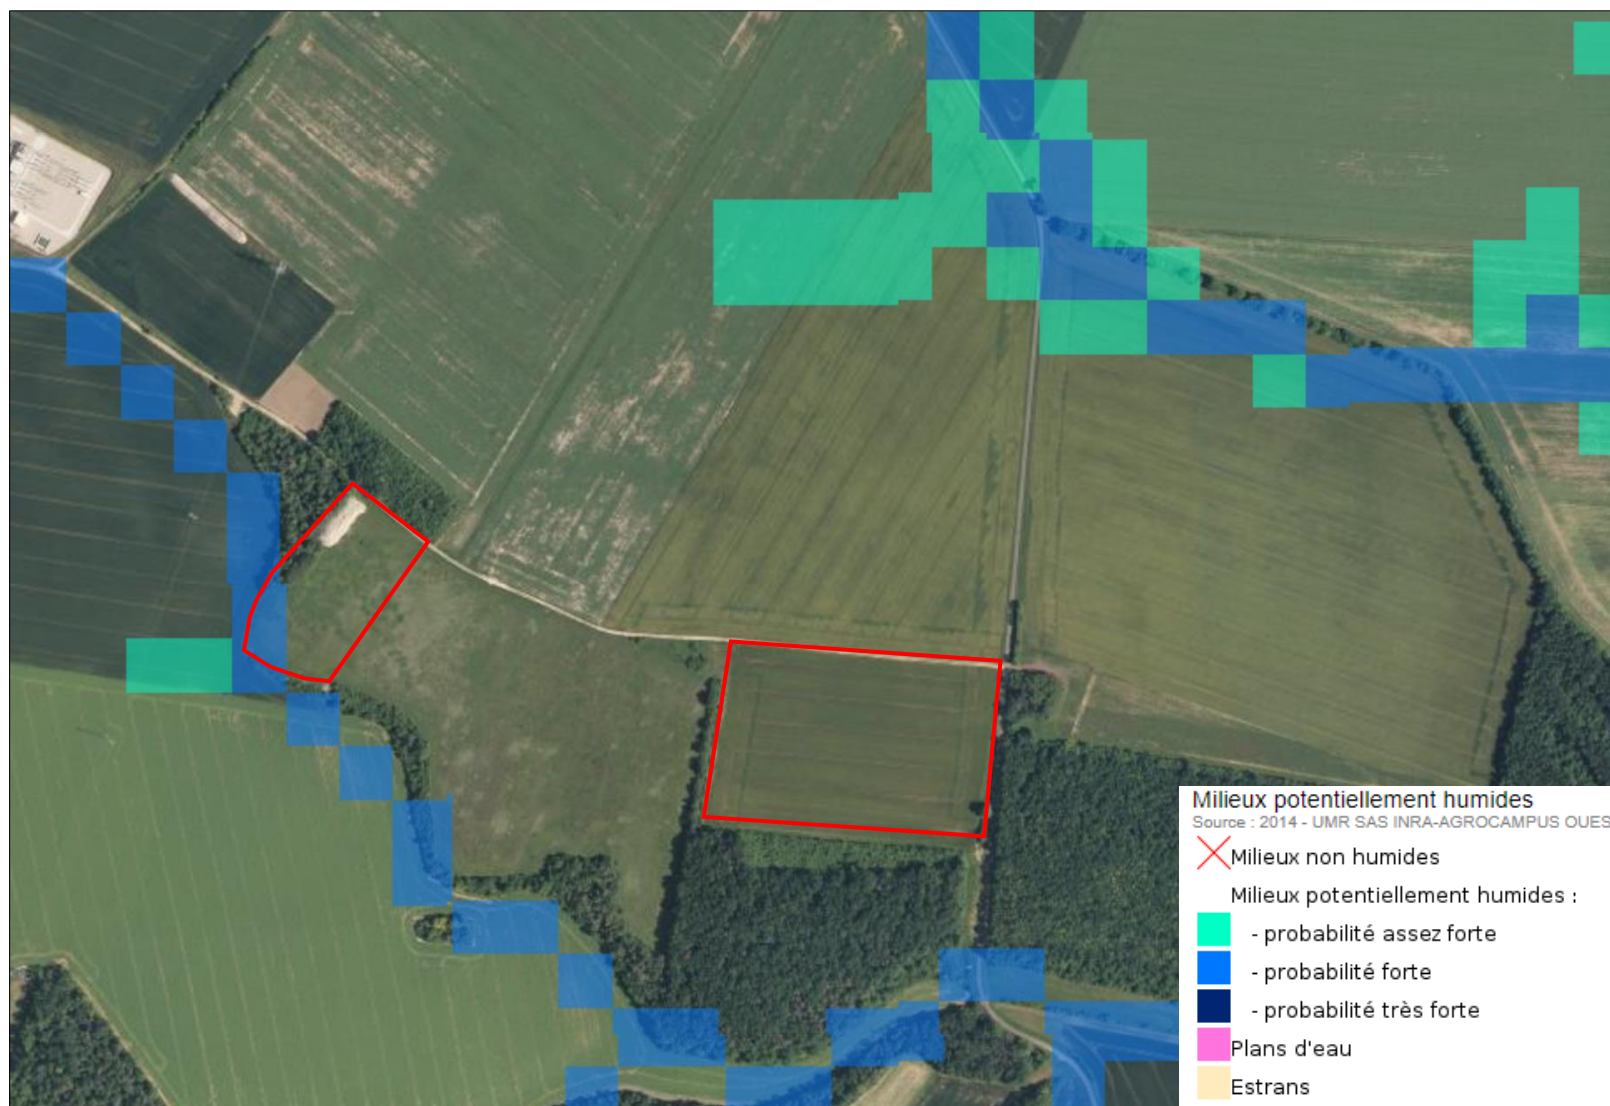 Milieux potentiellement humides
Source : 2014 - UMR SAS INRA-AGROCAMPUS OUES
Milieux non humides
Milieux potentiellement humides :
- probabilité assez forte
- probabilité forte
- probabilité très forte
Plans d'eau
Estrans